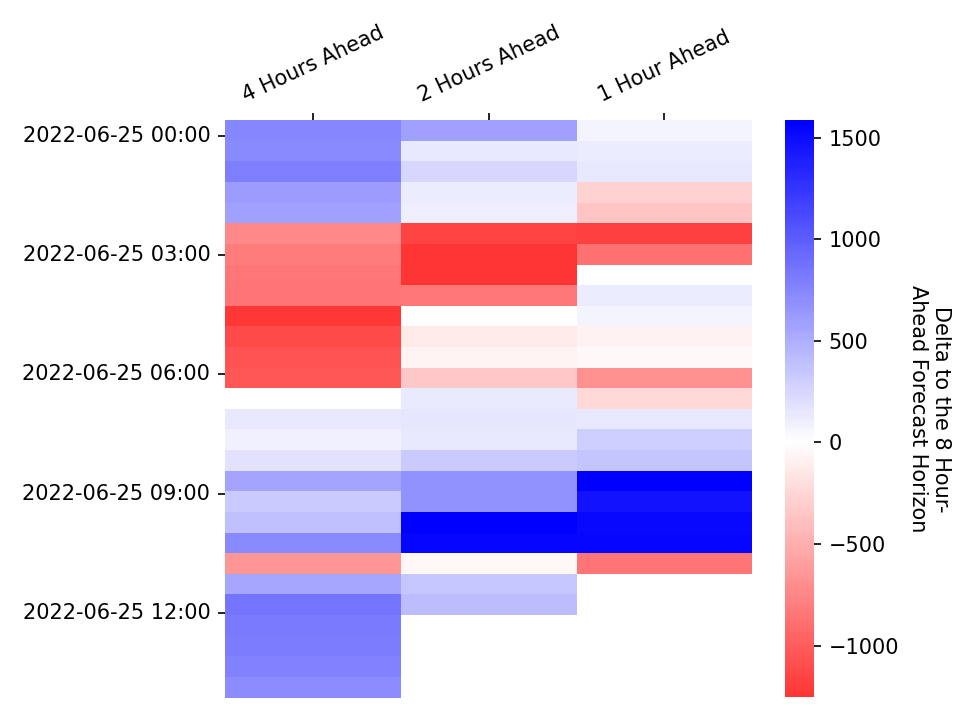 4 Hours Ahead
2 Hours Ahead
1 Hour Ahead
2022-06-25 00:00
2022-06-25 03:00
2022-06-25 06:00
2022-06-25 09:00
2022-06-25 12:00
1500
1000
500
0
−500
−1000
Delta to the 8 Hour-
Ahead Forecast Horizon